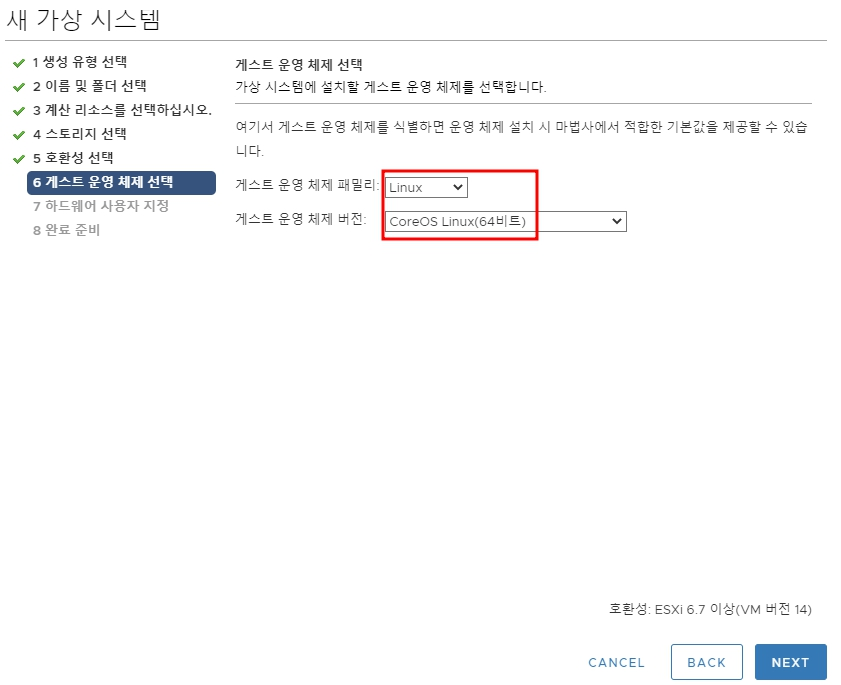 새 가상 시스템
1 생성 유형 선택
2 이름 및 폴더 선택
3 계산 리소스를 선택하십시오.
4 스토리지 선택
5 호환성 선택
6 게스트 운영 체제 선택
7 하드웨어 사용자 지정
8 완료 준비
게스트 운영 체제 선택
가상 시스템에 설치할 게스트 운영 체제를 선택합니다.
여기서 게스트 운영 체제를 식별하면 운영 체제 설치 시 마법사에서 적합한 기본값을 제공할 수 있습
니다.
게스트 운영 체제 패밀리: Linux
게스트 운영 체제 버전: CoreOS Linux(64비트)
호환성: ESXi 6.7 이상(VM 버전 14)
CANCEL BACK NEXT